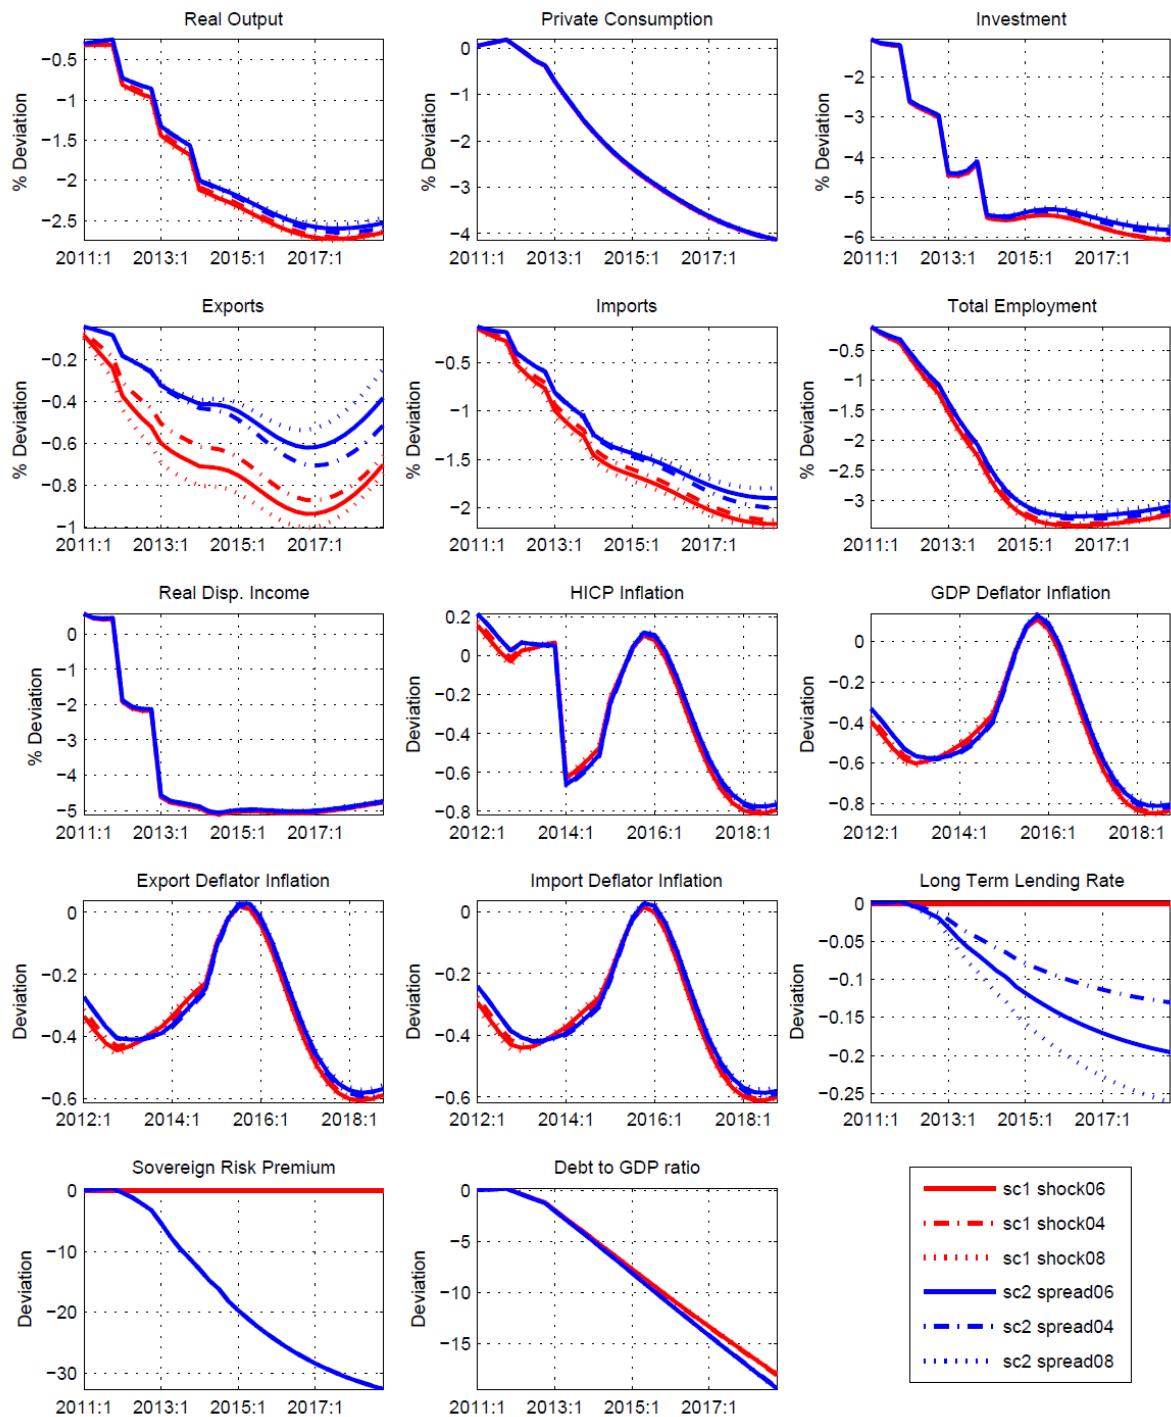 Real Output
% Deviation
−0.5
−1
−1.5
−2
−2.5
2011:1 2013:1 2015:1 2017:1
Private Consumption
% Deviation
0
−1
−2
−3
−4
2011:1 2013:1 2015:1 2017:1
Investment
% Deviation
−2
−3
−4
−5
−6
2011:1 2013:1 2015:1 2017:1
Exports
% Deviation
−0.2
−0.4
−0.6
−0.8
−1
2011:1 2013:1 2015:1 2017:1
Imports
% Deviation
−0.5
−1
−1.5
−2
2011:1 2013:1 2015:1 2017:1
Total Employment
% Deviation
−0.5
−1
−1.5
−2
−2.5
−3
2011:1 2013:1 2015:1 2017:1
Real Disp. Income
% Deviation
0
−1
−2
−3
−4
−5
2011:1 2013:1 2015:1 2017:1
HICP Inflation
Deviation
0.2
0
−0.2
−0.4
−0.6
−0.8
2012:1 2014:1 2016:1 2018:1
GDP Deflator Inflation
Deviation
0
−0.2
−0.4
−0.6
−0.8
2012:1 2014:1 2016:1 2018:1
Export Deflator Inflation
Deviation
0
−0.2
−0.4
−0.6
2012:1 2014:1 2016:1 2018:1
Import Deflator Inflation
Deviation
0
−0.2
−0.4
−0.6
2012:1 2014:1 2016:1 2018:1
Long Term Lending Rate
Deviation
0
−0.05
−0.1
−0.15
−0.2
−0.25
2011:1 2013:1 2015:1 2017:1
Sovereign Risk Premium
Deviation
0
−10
−20
−30
2011:1 2013:1 2015:1 2017:1
Debt to GDP ratio
Deviation
0
−5
−10
−15
2011:1 2013:1 2015:1 2017:1
sc1 shock06
sc1 shock04
sc1 shock08
sc2 spread06
sc2 spread04
sc2 spread08